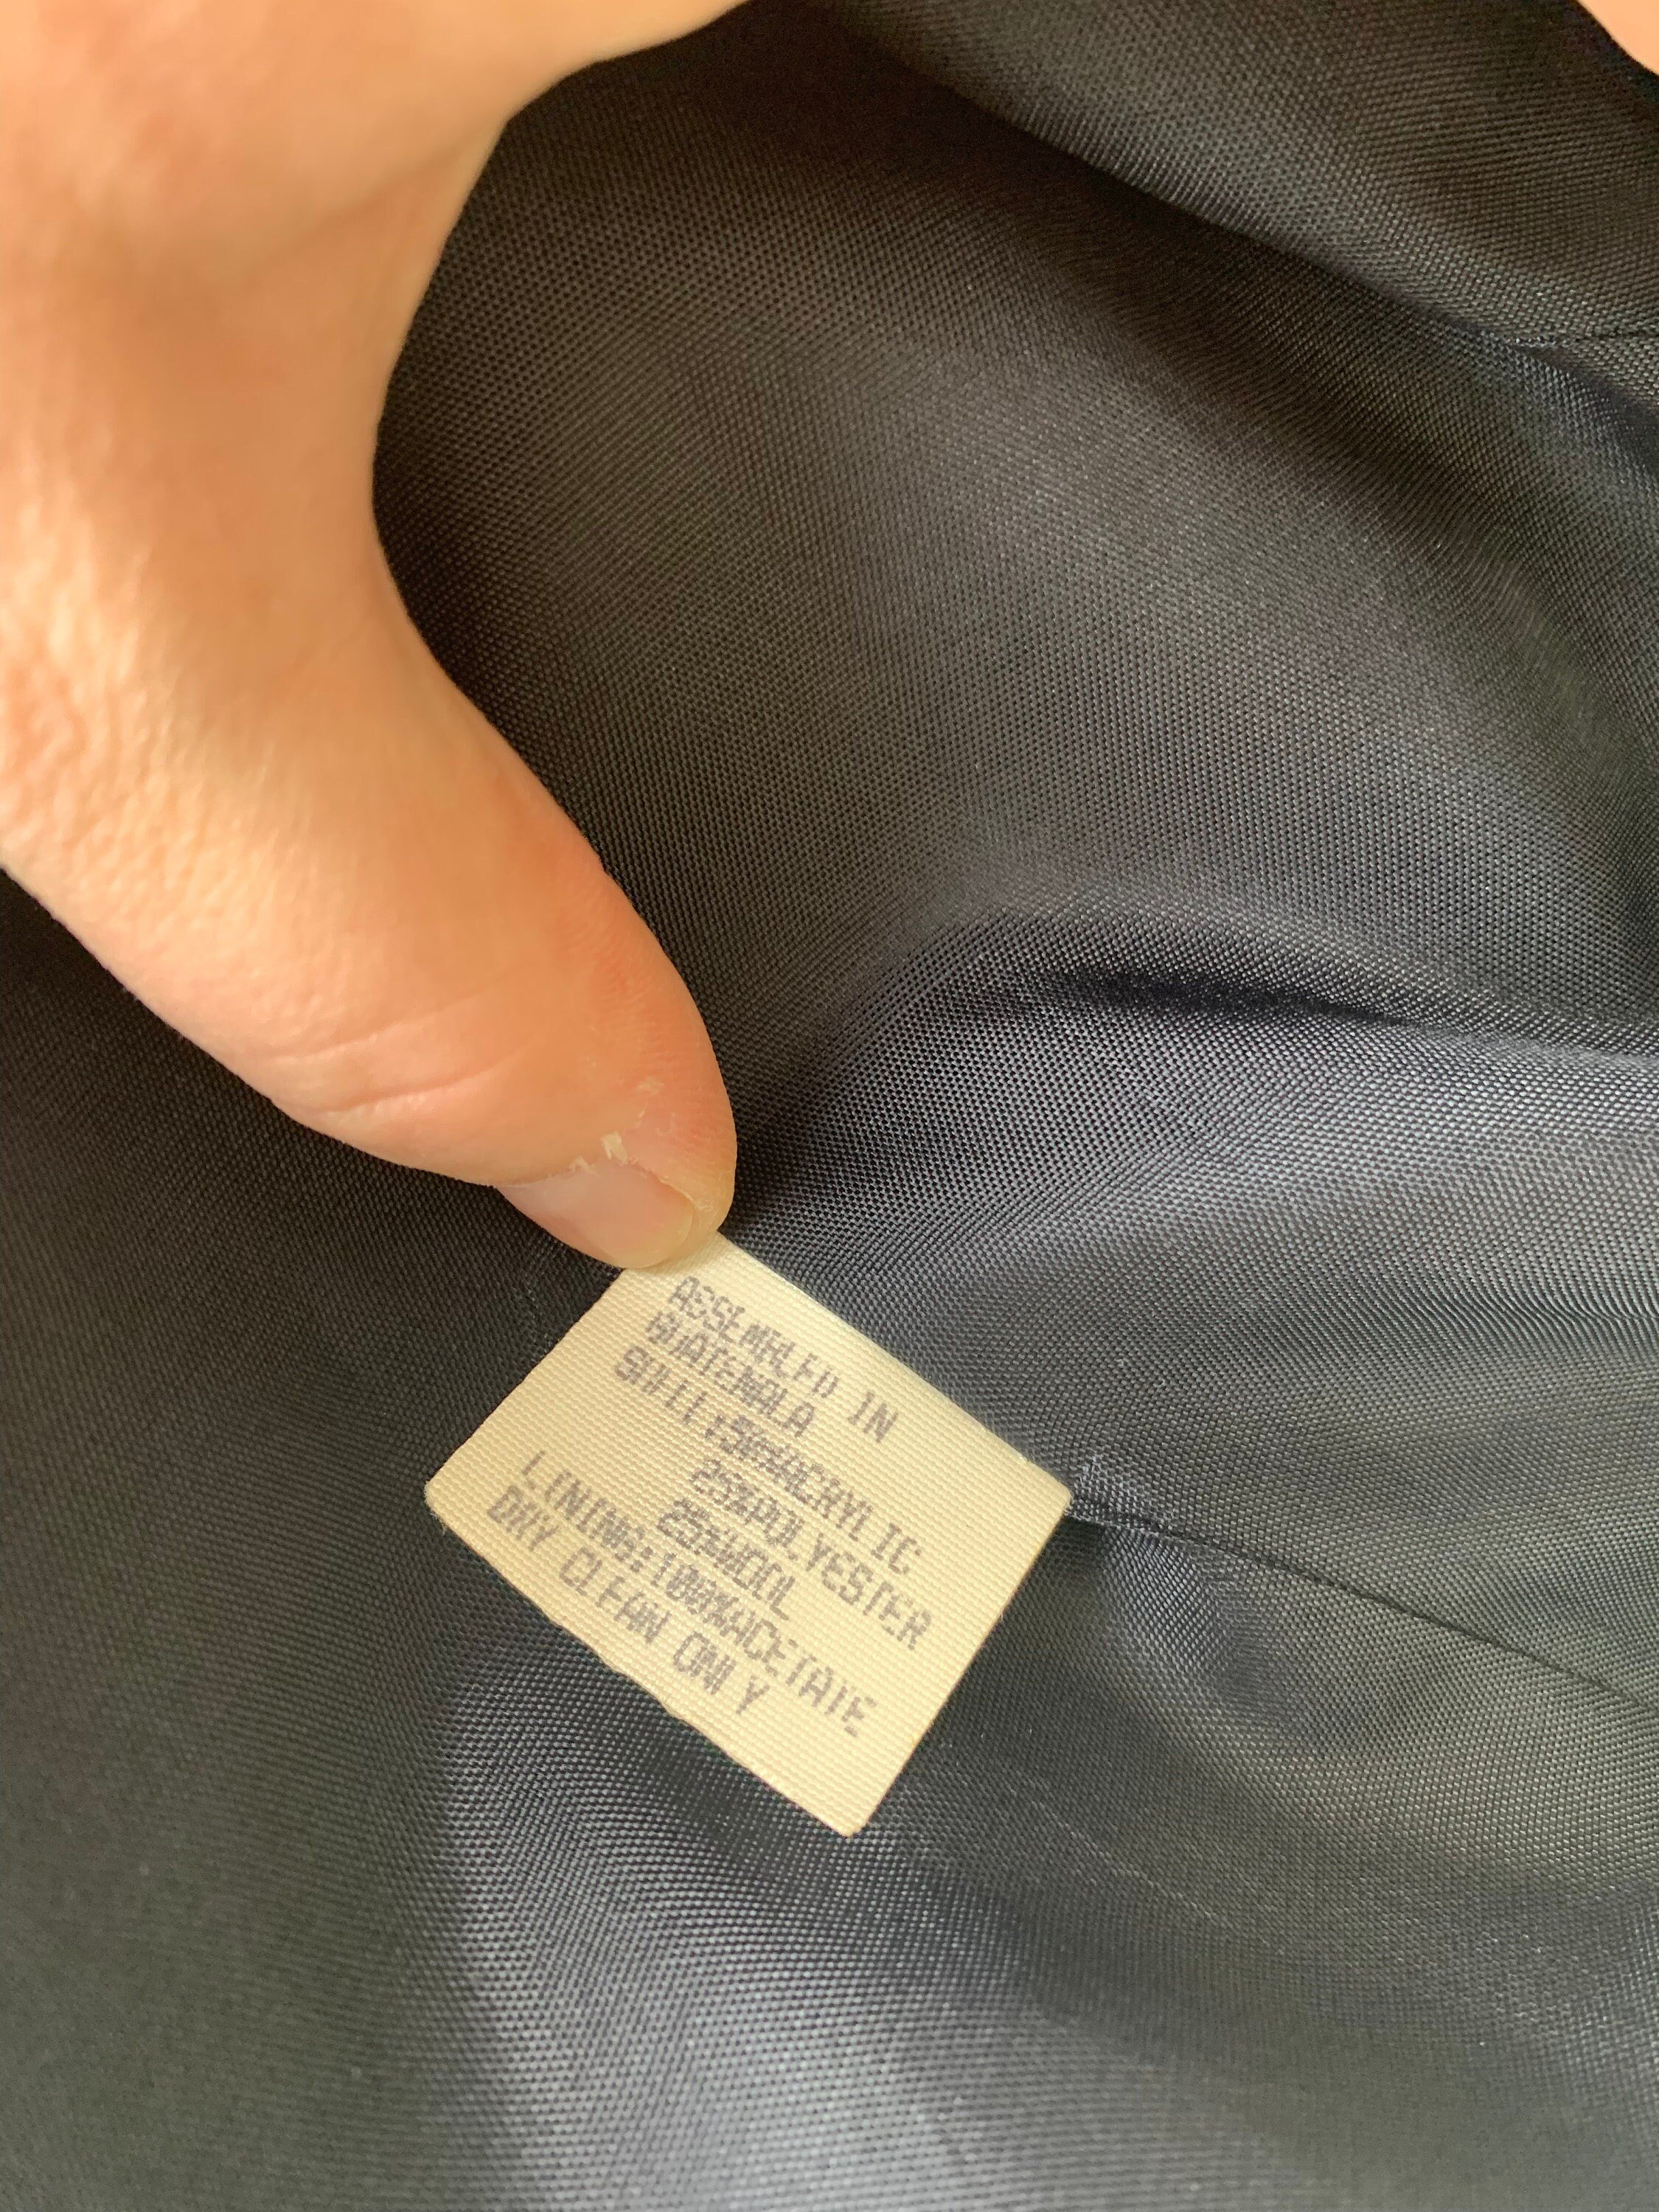 ASSEMBLED IN
GUATEMALA
SHELL:50%ACRYLIC
25%POLYESTER
25%WOOL
LINING:100%ACETATE
DRY CLEAN ONLY